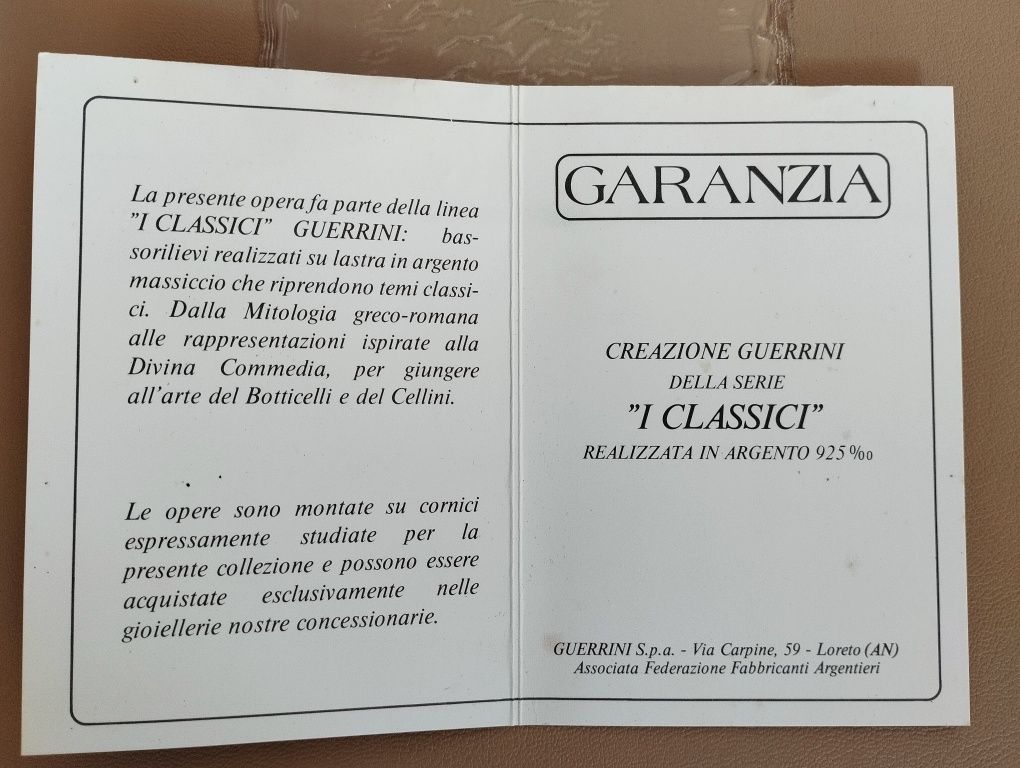 La presente opera fa parte della linea
"I CLASSICI" GUERRINI: bas-
sorilievi realizzati su lastra in argento
massiccio che riprendono temi classi-
ci. Dalla Mitologia greco-romana
alle rappresentazioni ispirate alla
Divina Commedia, per giungere
all'arte del Botticelli e del Cellini.
Le opere sono montate su cornici
espressamente studiate per la
presente collezione e possono essere
acquistate esclusivamente nelle
gioiellerie nostre concessionarie.
GARANZIA
CREAZIONE GUERRINI
DELLA SERIE
"I CLASSICI"
REALIZZATA IN ARGENTO 925‰
GUERRINI S.p.a. - Via Carpine, 59 - Loreto (AN)
Associata Federazione Fabbricanti Argentieri